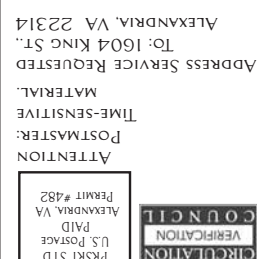 CIRCULATION
VERIFICATION
COUNCIL
PRSRT STD
U.S. POSTAGE
PAID
ALEXANDRIA, VA
PERMIT #482
ATTENTION
POSTMASTER:
TIME-SENSITIVE
MATERIAL.
ADDRESS SERVICE REQUESTED
TO: 1604 KING ST.,
ALEXANDRIA, VA 22314